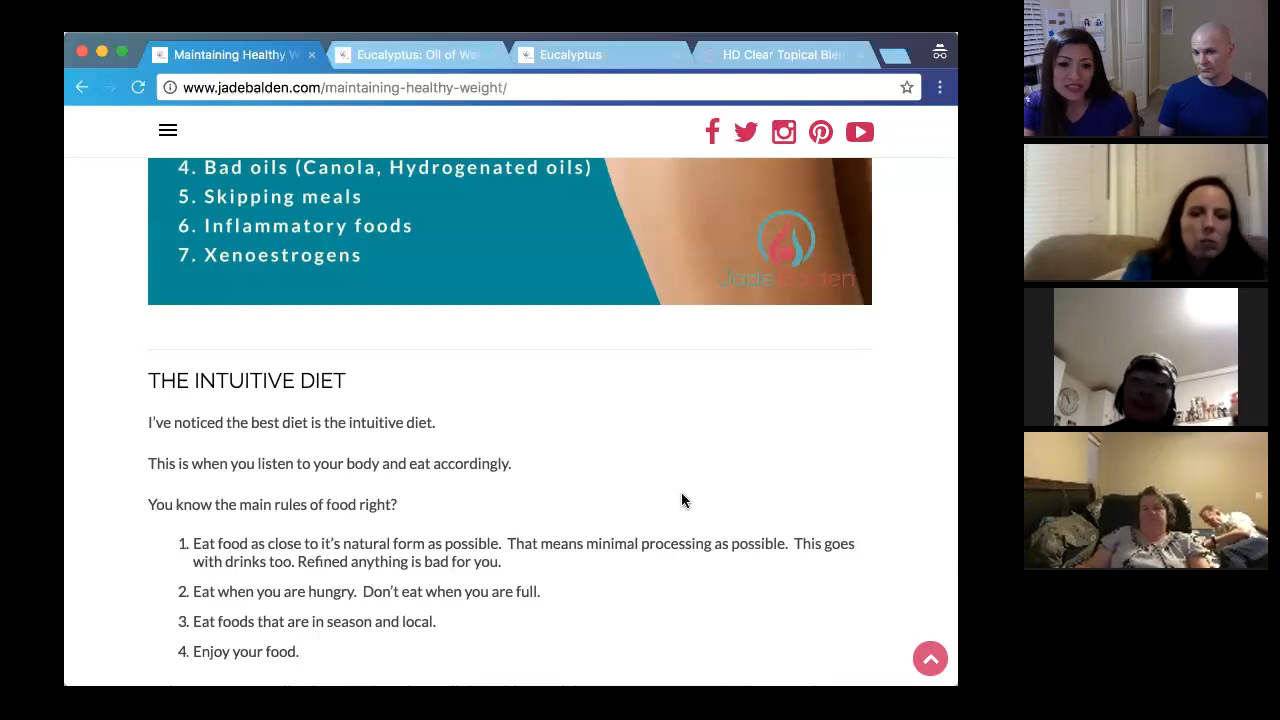 Maintaining Healthy W
Eucalyptus: Oil of We
Eucalyptus
HD Clear Topical Blen
www.jadebalden.com/maintaining-healthy-weight/
4. Bad oils (Canola, Hydrogenated oils)
5. Skipping meals
6. Inflammatory foods
7. Xenoestrogens
Jade Balden
THE INTUITIVE DIET
I've noticed the best diet is the intuitive diet.
This is when you listen to your body and eat accordingly.
You know the main rules of food right?
1. Eat food as close to it's natural form as possible.  That means minimal processing as possible.  This goes
with drinks too. Refined anything is bad for you.
2. Eat when you are hungry.  Don't eat when you are full.
3. Eat foods that are in season and local.
4. Enjoy your food.